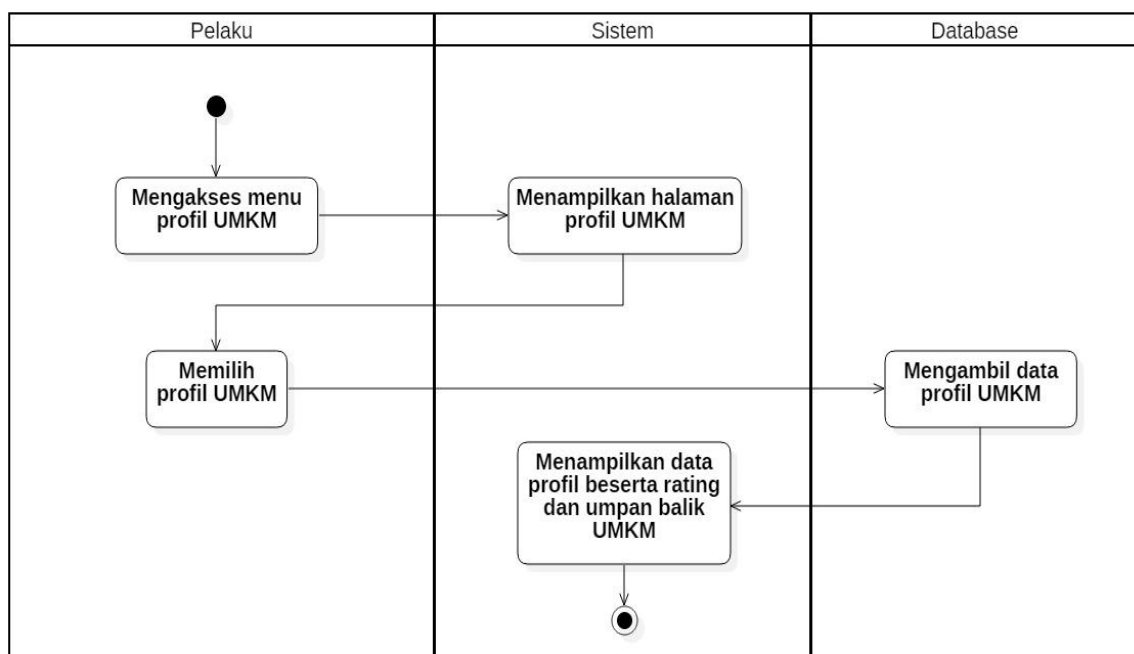 Pelaku
Sistem
Database
Mengakses menu
profil UMKM
Menampilkan halaman
profil UMKM
Memilih
profil UMKM
Mengambil data
profil UMKM
Menampilkan data
profil beserta rating
dan umpan balik
UMKM